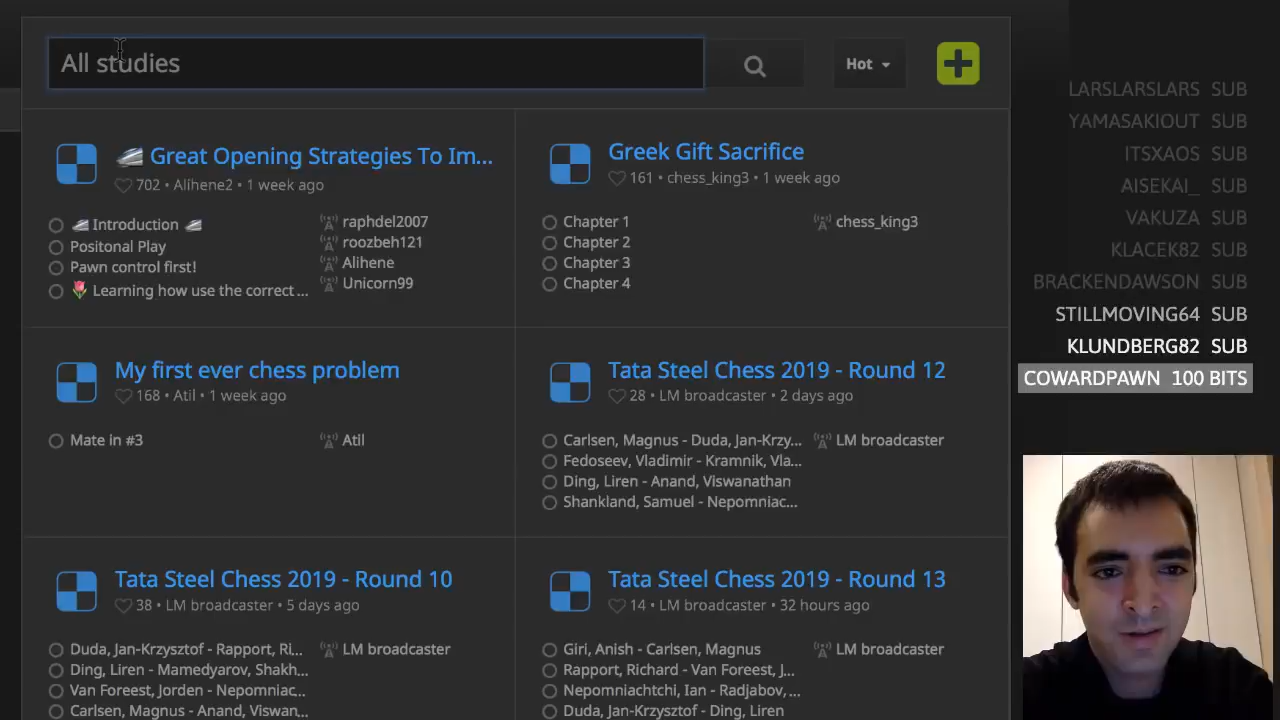 All studies
Hot
Great Opening Strategies To Im...
702 • Alihene2 • 1 week ago
Introduction
Positonal Play
Pawn control first!
Learning how use the correct ...
raphdel2007
roozbeh121
Alihene
Unicorn99
Greek Gift Sacrifice
161 • chess_king3 • 1 week ago
Chapter 1
Chapter 2
Chapter 3
Chapter 4
chess_king3
My first ever chess problem
168 • Atil • 1 week ago
Mate in #3
Atil
Tata Steel Chess 2019 - Round 12
28 • LM broadcaster • 2 days ago
Carlsen, Magnus - Duda, Jan-Krzy...
Fedoseev, Vladimir - Kramnik, Vla...
Ding, Liren - Anand, Viswanathan
Shankland, Samuel - Nepomniac...
LM broadcaster
Tata Steel Chess 2019 - Round 10
38 • LM broadcaster • 5 days ago
Duda, Jan-Krzysztof - Rapport, Ri...
Ding, Liren - Mamedyarov, Shakh...
Van Foreest, Jorden - Nepomniac...
Carlsen, Magnus - Anand, Viswan...
LM broadcaster
Tata Steel Chess 2019 - Round 13
14 • LM broadcaster • 32 hours ago
Giri, Anish - Carlsen, Magnus
Rapport, Richard - Van Foreest, J...
Nepomniachtchi, Ian - Radjabov, ...
Duda, Jan-Krzysztof - Ding, Liren
LM broadcaster
LARSLARSLARS SUB
YAMASAKIOUT SUB
ITSXAOS SUB
AISEKAI_ SUB
VAKUZA SUB
KLACEK82 SUB
BRACKENDAWSON SUB
STILLMOVING64 SUB
KLUNDBERG82 SUB
COWARDPAWN 100 BITS